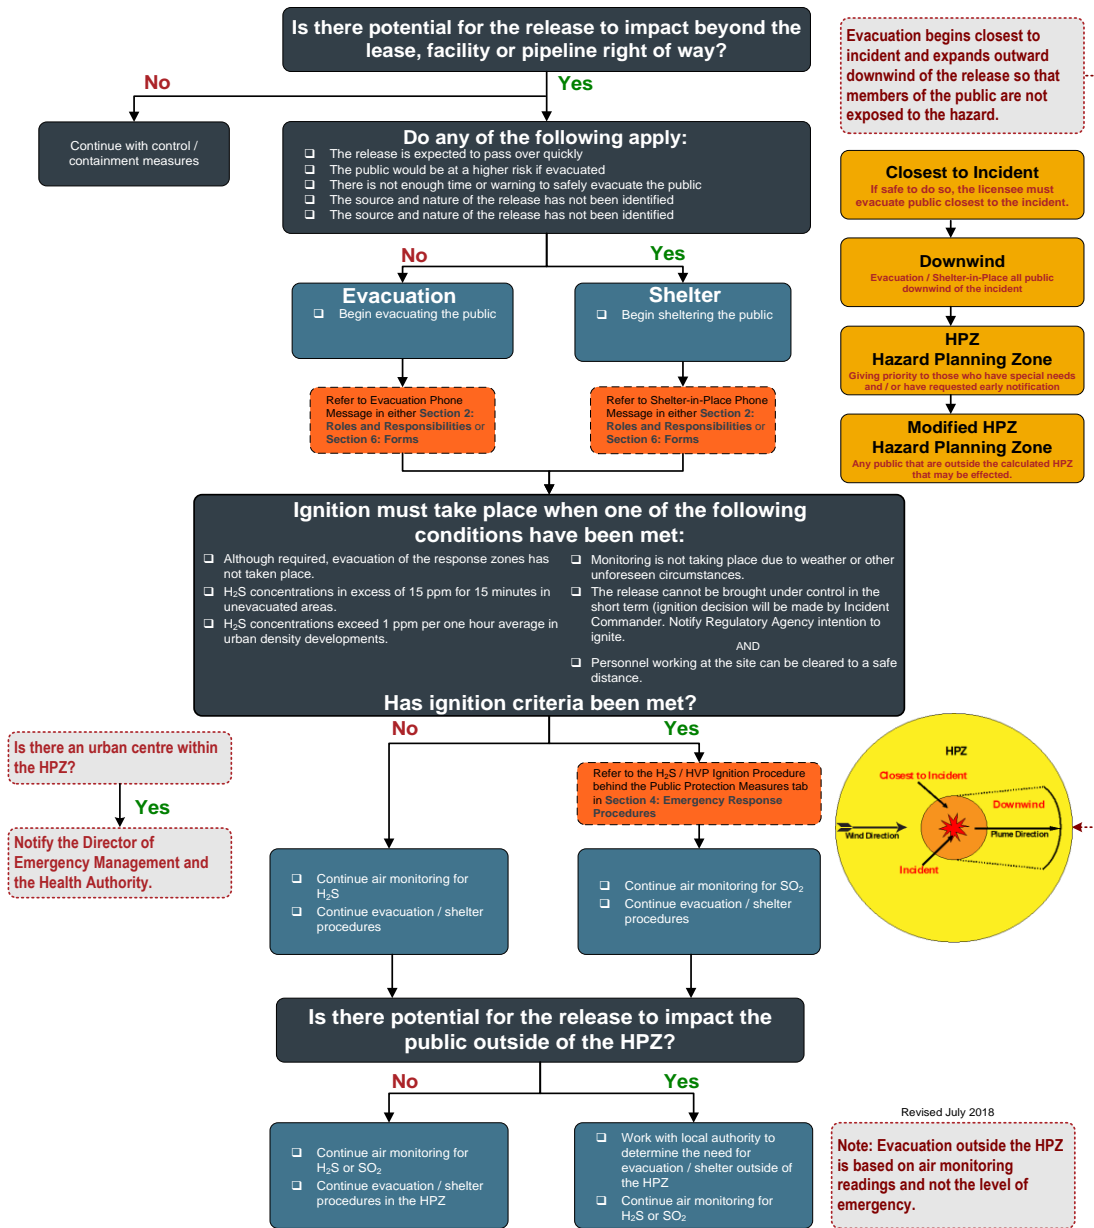 Is there potential for the release to impact beyond the
lease, facility or pipeline right of way?
No
Yes
Continue with control /
containment measures
Do any of the following apply:
❑ The release is expected to pass over quickly
❑ The public would be at a higher risk if evacuated
❑ There is not enough time or warning to safely evacuate the public
❑ The source and nature of the release has not been identified
❑ The source and nature of the release has not been identified
No
Yes
Evacuation
❑ Begin evacuating the public
Shelter
❑ Begin sheltering the public
Refer to Evacuation Phone
Message in either Section 2:
Roles and Responsibilities or
Section 6: Forms
Refer to Shelter-in-Place Phone
Message in either Section 2:
Roles and Responsibilities or
Section 6: Forms
Evacuation begins closest to
incident and expands outward
downwind of the release so that
members of the public are not
exposed to the hazard.
Closest to Incident
If safe to do so, the licensee must
evacuate public closest to the incident.
Downwind
Evacuation / Shelter-in-Place all public
downwind of the incident
HPZ
Hazard Planning Zone
Giving priority to those who have special needs
and / or have requested early notification
Modified HPZ
Hazard Planning Zone
Any public that are outside the calculated HPZ
that may be effected.
Ignition must take place when one of the following
conditions have been met:
❑ Although required, evacuation of the response zones has
not taken place.
❑ H₂S concentrations in excess of 15 ppm for 15 minutes in
unevacuated areas.
❑ H₂S concentrations exceed 1 ppm per one hour average in
urban density developments.
❑ Monitoring is not taking place due to weather or other
unforeseen circumstances.
❑ The release cannot be brought under control in the
short term (ignition decision will be made by Incident
Commander. Notify Regulatory Agency intention to
ignite.
AND
❑ Personnel working at the site can be cleared to a safe
distance.
Has ignition criteria been met?
No
Yes
Is there an urban centre within
the HPZ?
Yes
Notify the Director of
Emergency Management and
the Health Authority.
Refer to the H₂S / HVP Ignition Procedure
behind the Public Protection Measures tab
in Section 4: Emergency Response
Procedures
❑ Continue air monitoring for
H₂S
❑ Continue evacuation / shelter
procedures
❑ Continue air monitoring for SO₂
❑ Continue evacuation / shelter
procedures
HPZ
Closest to Incident
Downwind
Wind Direction
Plume Direction
Incident
Is there potential for the release to impact the
public outside of the HPZ?
No
Yes
❑ Continue air monitoring for
H₂S or SO₂
❑ Continue evacuation / shelter
procedures in the HPZ
❑ Work with local authority to
determine the need for
evacuation / shelter outside of
the HPZ
❑ Continue air monitoring for
H₂S or SO₂
Revised July 2018
Note: Evacuation outside the HPZ
is based on air monitoring
readings and not the level of
emergency.